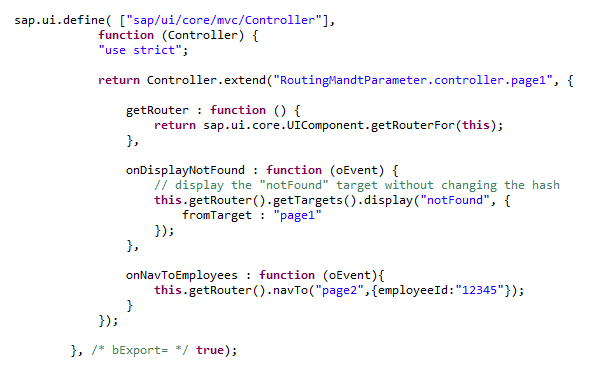 sap.ui.define( ["sap/ui/core/mvc/Controller"],
            function (Controller) {
            "use strict";

            return Controller.extend("RoutingMandtParameter.controller.page1", {

                getRouter : function () {
                    return sap.ui.core.UIComponent.getRouterFor(this);
                },

                onDisplayNotFound : function (oEvent) {
                    // display the "notFound" target without changing the hash
                    this.getRouter().getTargets().display("notFound", {
                        fromTarget : "page1"
                    });
                },

                onNavToEmployees : function (oEvent){
                    this.getRouter().navTo("page2",{employeeId:"12345"});
                }
            });

        }, /* bExport= */ true);